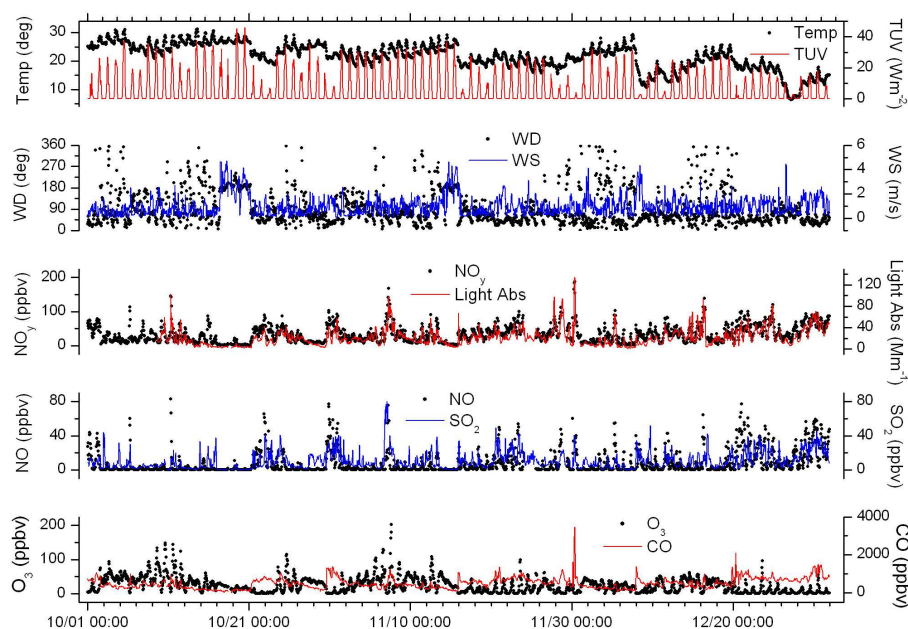 Temp (deg)
30
20
10
Temp
TUV
40
20
0
TUV (Wm-2)
WD (deg)
360
270
180
90
0
WD
WS
6
4
2
0
WS (m/s)
NOy (ppbv)
200
100
0
NOy
Light Abs
120
80
40
0
Light Abs (Mm-1)
NO (ppbv)
80
40
0
NO
SO2
80
40
0
SO2 (ppbv)
O3 (ppbv)
200
100
0
O3
CO
4000
2000
0
CO (ppbv)
10/01 00:00 10/21 00:00 11/10 00:00 11/30 00:00 12/20 00:00